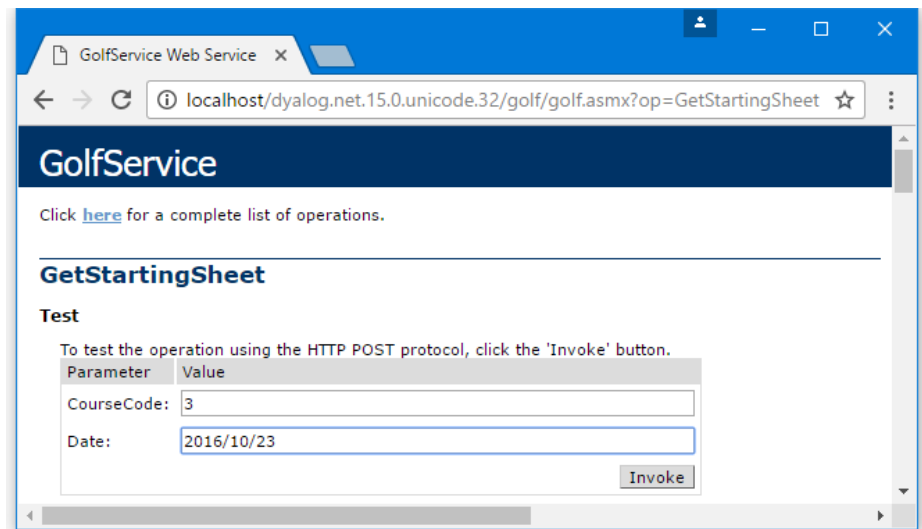 GolfService Web Service
localhost/dyalog.net.15.0.unicode.32/golf/golf.asmx?op=GetStartingSheet
GolfService
Click here for a complete list of operations.
GetStartingSheet
Test
To test the operation using the HTTP POST protocol, click the 'Invoke' button.
Parameter Value
CourseCode: 3
Date: 2016/10/23
Invoke